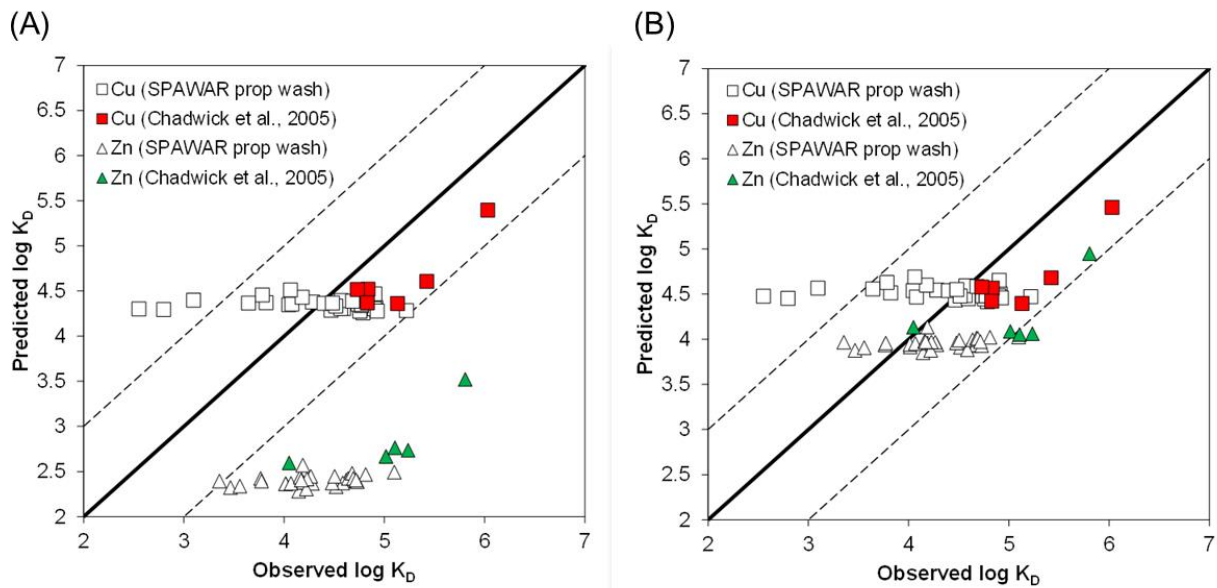 (A)
7
6.5
6
5.5
5
4.5
4
3.5
3
2.5
2
Predicted log K_D
Cu (SPAWAR prop wash)
Cu (Chadwick et al., 2005)
Zn (SPAWAR prop wash)
Zn (Chadwick et al., 2005)
2 3 4 5 6 7
Observed log K_D
(B)
7
6.5
6
5.5
5
4.5
4
3.5
3
2.5
2
Predicted log K_D
Cu (SPAWAR prop wash)
Cu (Chadwick et al., 2005)
Zn (SPAWAR prop wash)
Zn (Chadwick et al., 2005)
2 3 4 5 6 7
Observed log K_D